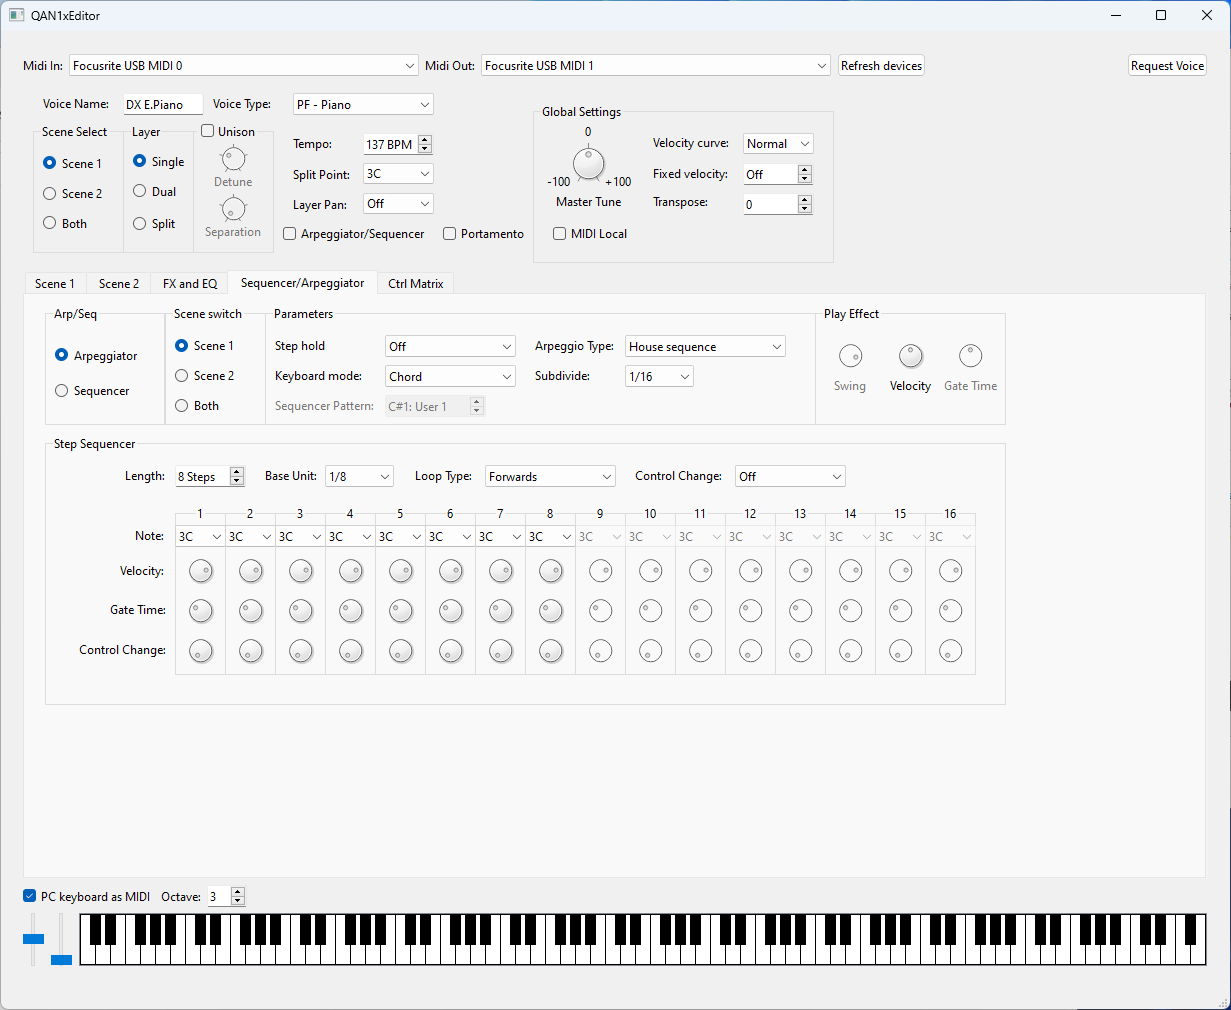 QAN1xEditor
Midi In: Focusrite USB MIDI 0 Midi Out: Focusrite USB MIDI 1 Refresh devices Request Voice
Voice Name: DX E.Piano Voice Type: PF - Piano
Global Settings
Scene Select Layer Unison
0
Tempo: 137 BPM Velocity curve: Normal
Scene 1 Single
Split Point: 3C Fixed velocity: Off
-100 +100
Detune
Scene 2 Dual
Layer Pan: Off Master Tune Transpose: 0
Both Split Separation Arpeggiator/Sequencer Portamento MIDI Local
Scene 1 Scene 2 FX and EQ Sequencer/Arpeggiator Ctrl Matrix
Arp/Seq Scene switch Parameters Play Effect
Scene 1 Step hold Off Arpeggio Type: House sequence
Arpeggiator
Scene 2 Keyboard mode: Chord Subdivide: 1/16
Swing Velocity Gate Time
Sequencer
Both Sequencer Pattern: C#1: User 1
Step Sequencer
Length: 8 Steps Base Unit: 1/8 Loop Type: Forwards Control Change: Off
1 2 3 4 5 6 7 8 9 10 11 12 13 14 15 16
Note: 3C 3C 3C 3C 3C 3C 3C 3C 3C 3C 3C 3C 3C 3C 3C 3C
Velocity:
Gate Time:
Control Change:
PC keyboard as MIDI Octave: 3